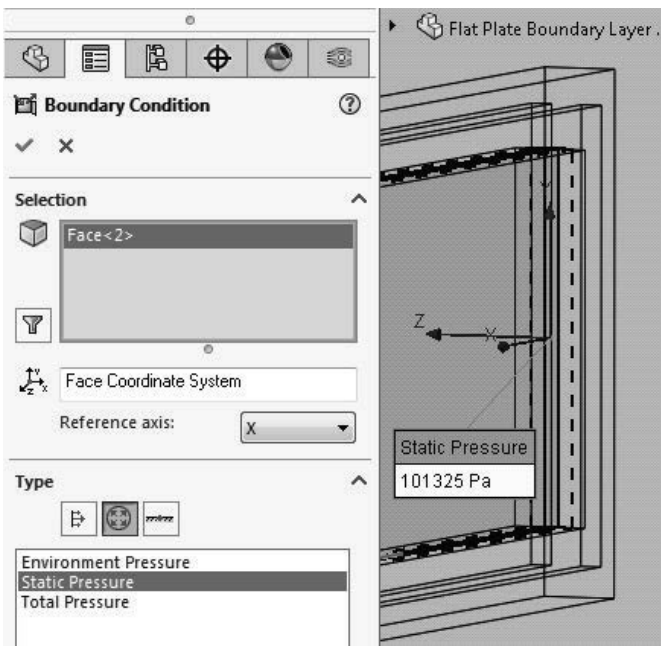 Flat Plate Boundary Layer .
Boundary Condition
?
Selection
Face<2>
Face Coordinate System
Reference axis:
X
Type
Environment Pressure
Static Pressure
Total Pressure
Y
Z
X
Static Pressure
101325 Pa